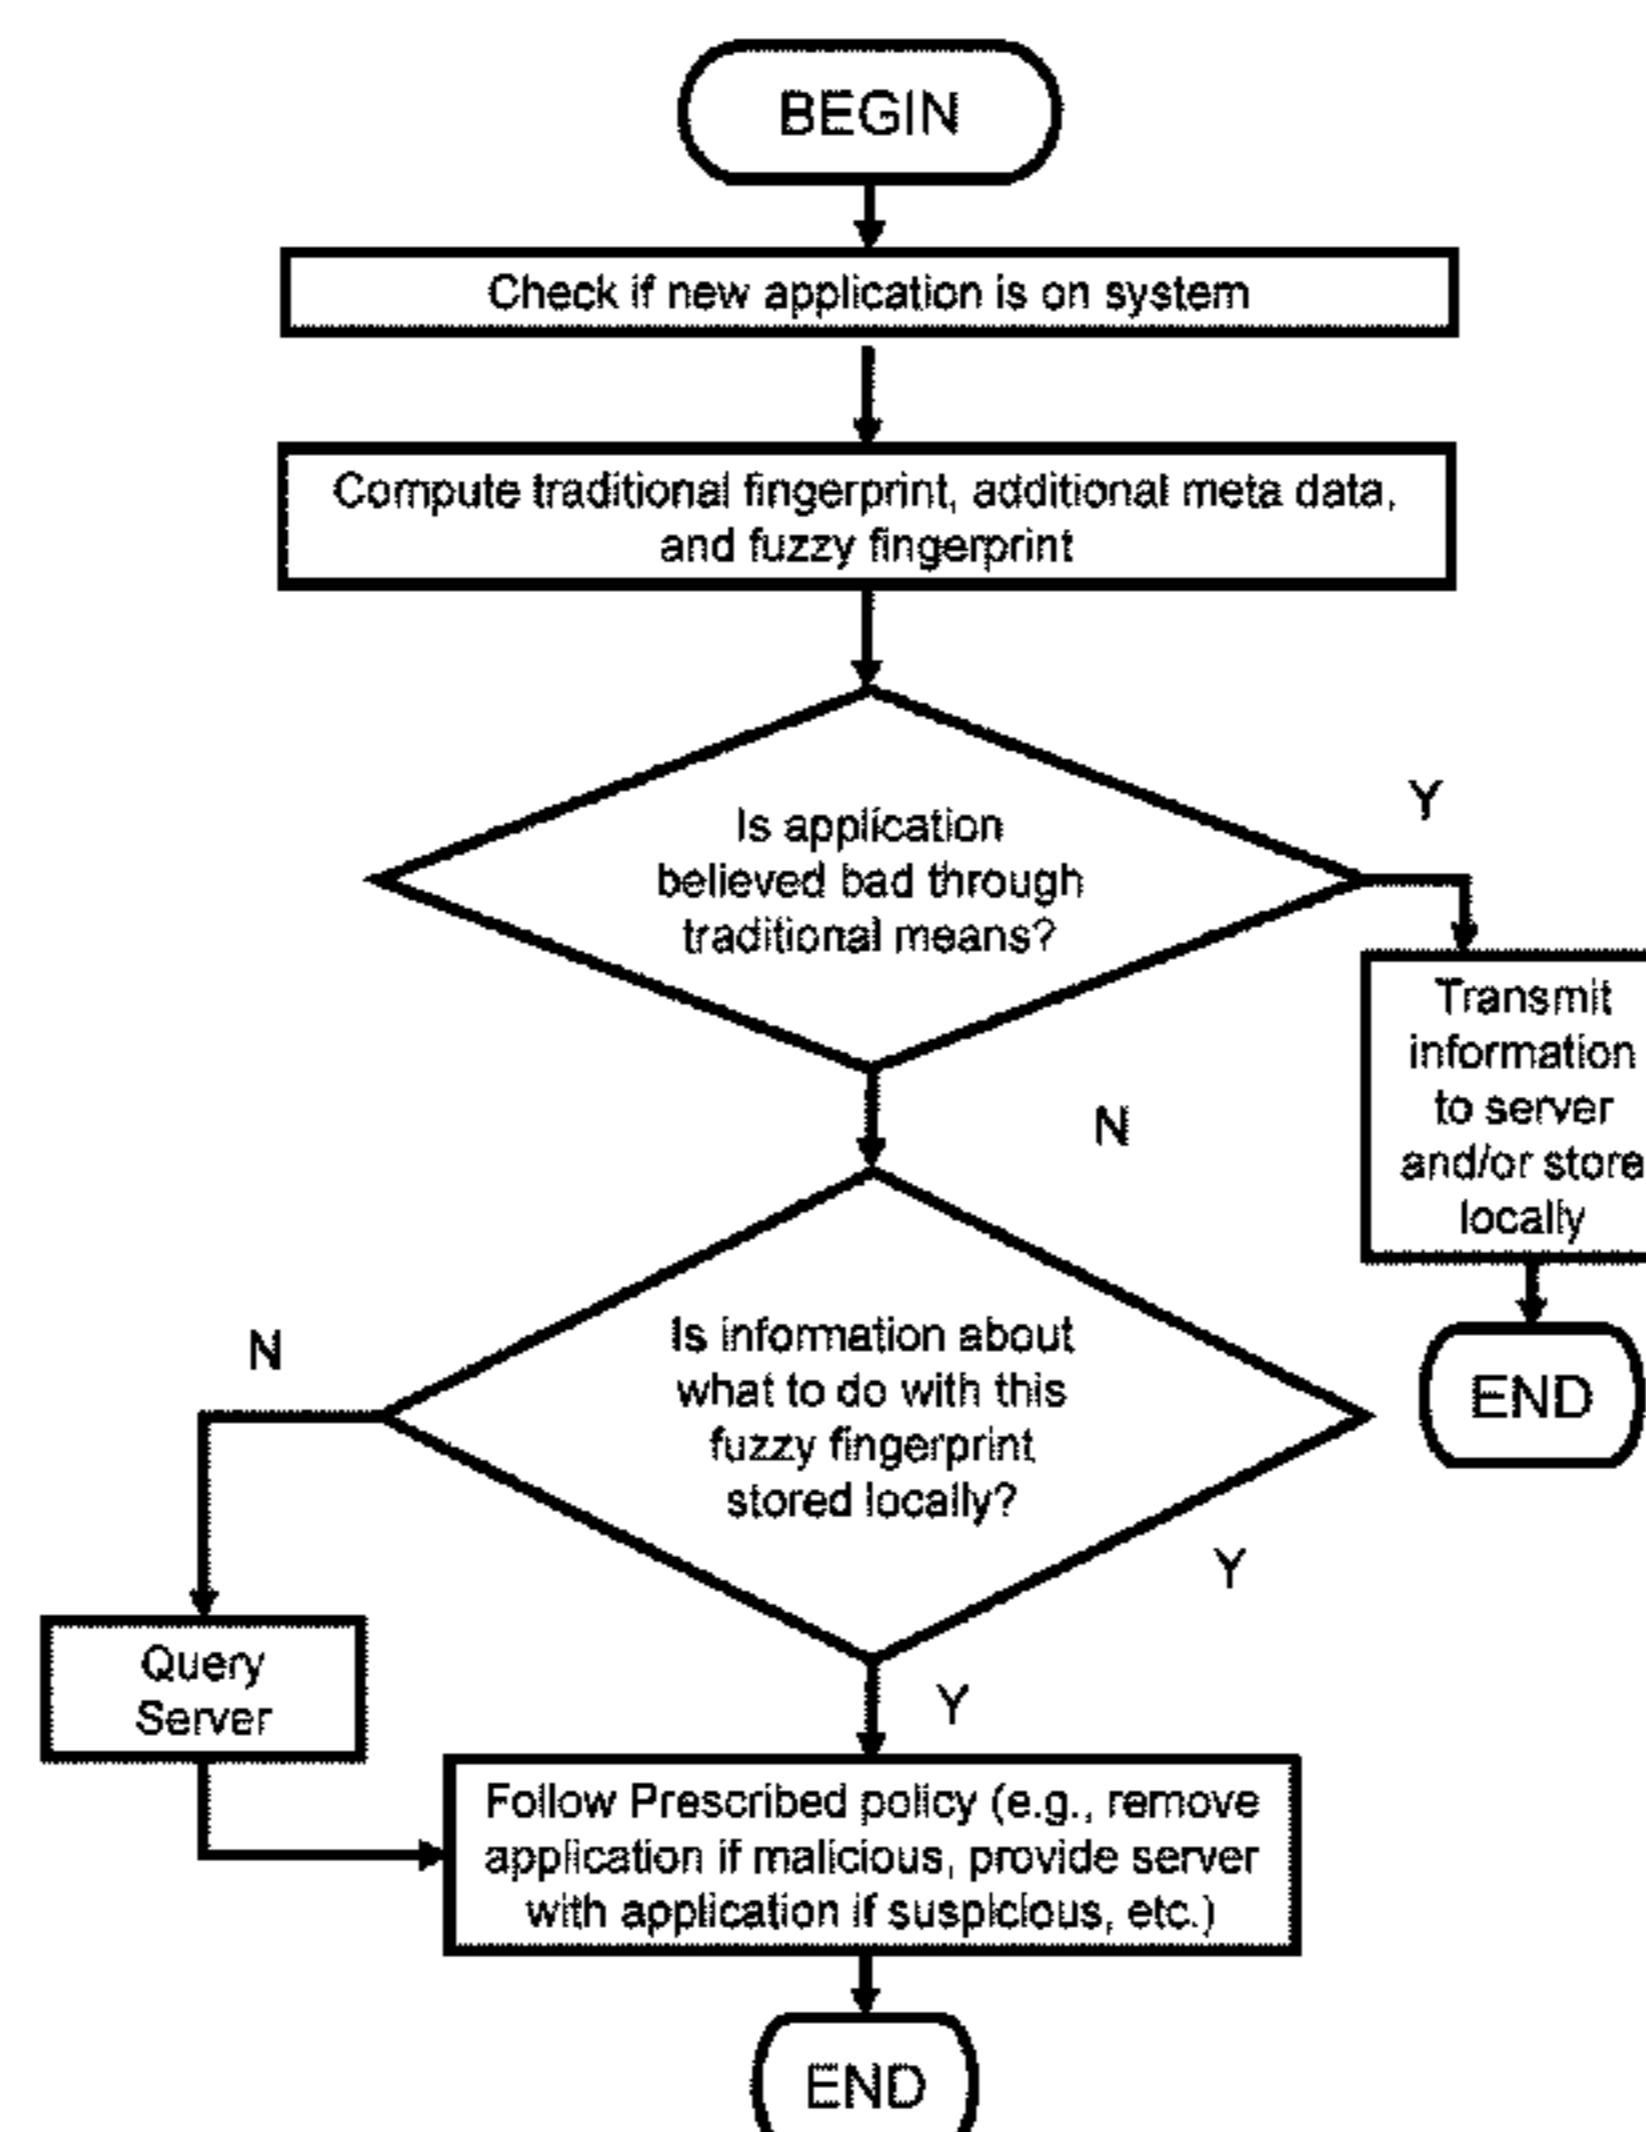 BEGIN
Check if new application is on system
Compute traditional fingerprint, additional meta data,
and fuzzy fingerprint
Is application
believed bad through
traditional means?
Y
Transmit
information
to server
and/or store
locally
END
N
Is information about
what to do with this
fuzzy fingerprint
stored locally?
N
Y
Query
Server
Y
Follow Prescribed policy (e.g., remove
application if malicious, provide server
with application if suspicious, etc.)
END